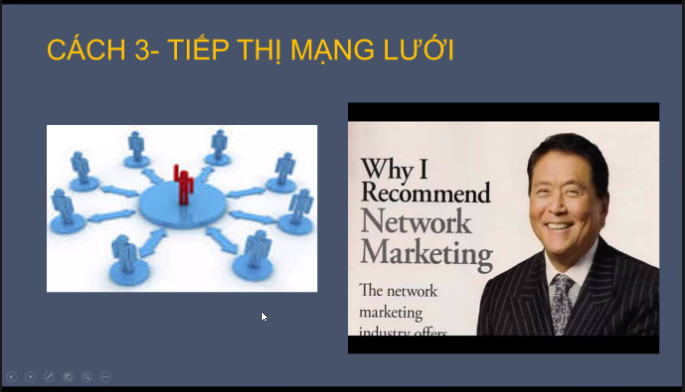 CÁCH 3- TIẾP THỊ MẠNG LƯỚI
Why I
Recommend
Network
Marketing
The network
marketing
industry offers